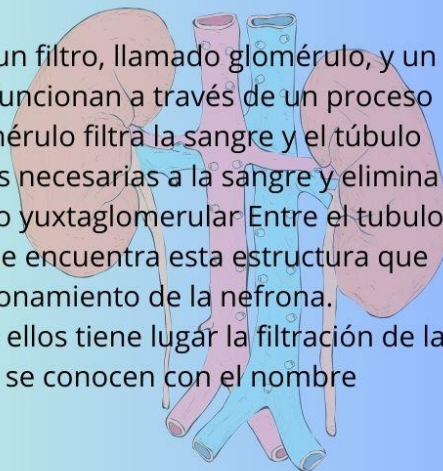 un filtro, llamado glomérulo, y un
uncionan a través de un proceso
nérulo filtra la sangre y el túbulo
s necesarias a la sangre y elimina
o yuxtaglomerular Entre el tubulo
e encuentra esta estructura que
onamiento de la nefrona.
ellos tiene lugar la filtración de la
se conocen con el nombre